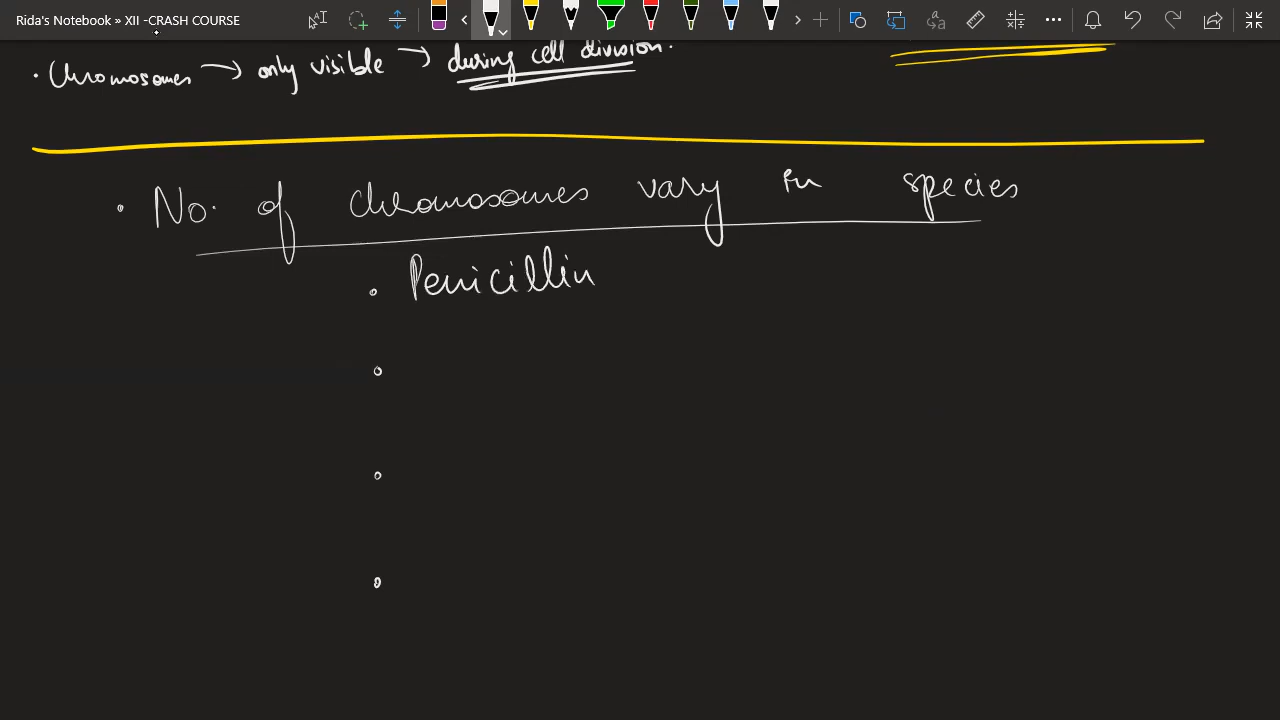 Rida's Notebook » XII -CRASH COURSE
• Chromosomes → only visible → during cell division.
• No. of chromosomes vary in species
• Penicillin